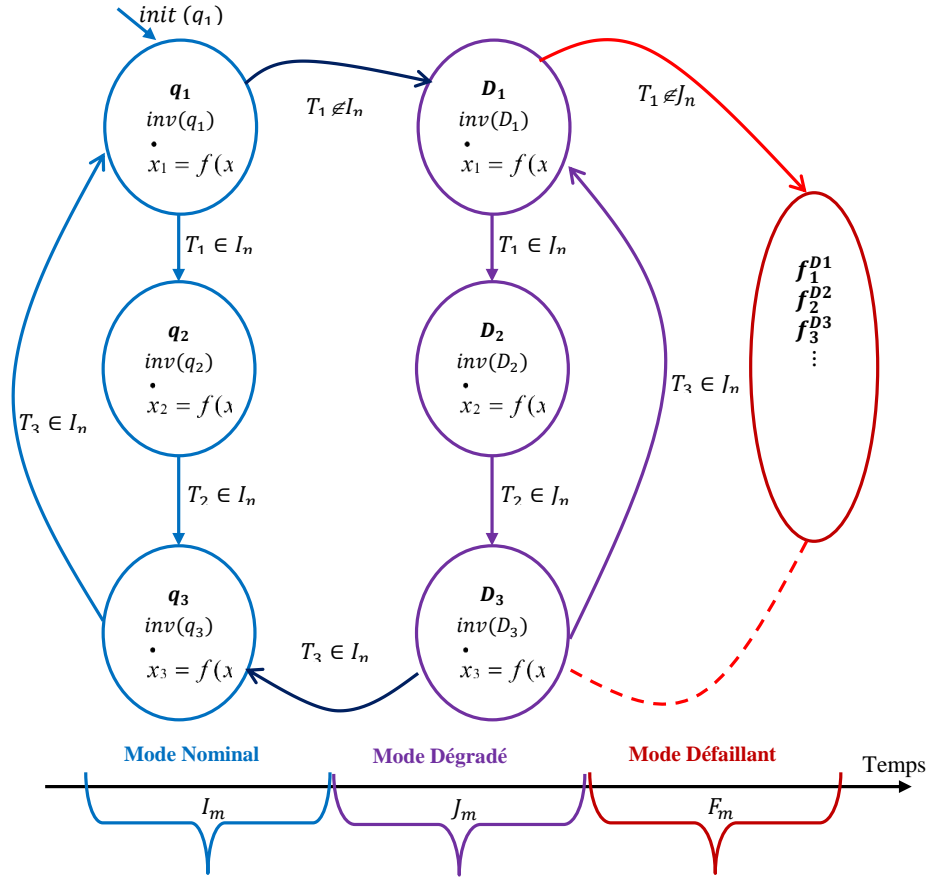 init (q₁)
q₁
inv(q₁)
ẋ₁ = f(x
T₁ ∉ Iₙ
D₁
inv(D₁)
ẋ₁ = f(x
T₁ ∉ Jₙ
T₁ ∈ Iₙ
T₁ ∈ Jₙ
f₁^D1
f₂^D2
f₃^D3
⋮
q₂
inv(q₂)
ẋ₂ = f(x
D₂
inv(D₂)
ẋ₂ = f(x
T₃ ∈ Iₙ
T₃ ∈ Jₙ
T₂ ∈ Iₙ
T₂ ∈ Jₙ
q₃
inv(q₃)
ẋ₃ = f(x
T₃ ∈ Iₙ
D₃
inv(D₃)
ẋ₃ = f(x
Mode Nominal
Mode Dégradé
Mode Défaillant
Temps
Iₘ
Jₘ
Fₘ